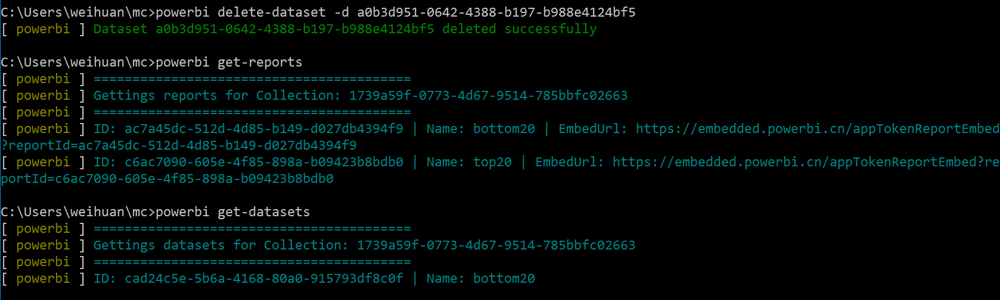 C:\Users\weihuan\mc>powerbi delete-dataset -d a0b3d951-0642-4388-b197-b988e4124bf5
[ powerbi ] Dataset a0b3d951-0642-4388-b197-b988e4124bf5 deleted successfully
C:\Users\weihuan\mc>powerbi get-reports
[ powerbi ] =========================================
[ powerbi ] Gettings reports for Collection: 1739a59f-0773-4d67-9514-785bbfc02663
[ powerbi ] =========================================
[ powerbi ] ID: ac7a45dc-512d-4d85-b149-d027db4394f9 | Name: bottom20 | EmbedUrl: https://embedded.powerbi.cn/appTokenReportEmbed
?reportId=ac7a45dc-512d-4d85-b149-d027db4394f9
[ powerbi ] ID: c6ac7090-605e-4f85-898a-b09423b8bdb0 | Name: top20 | EmbedUrl: https://embedded.powerbi.cn/appTokenReportEmbed?re
portId=c6ac7090-605e-4f85-898a-b09423b8bdb0
C:\Users\weihuan\mc>powerbi get-datasets
[ powerbi ] =========================================
[ powerbi ] Gettings datasets for Collection: 1739a59f-0773-4d67-9514-785bbfc02663
[ powerbi ] =========================================
[ powerbi ] ID: cad24c5e-5b6a-4168-80a0-915793df8c0f | Name: bottom20